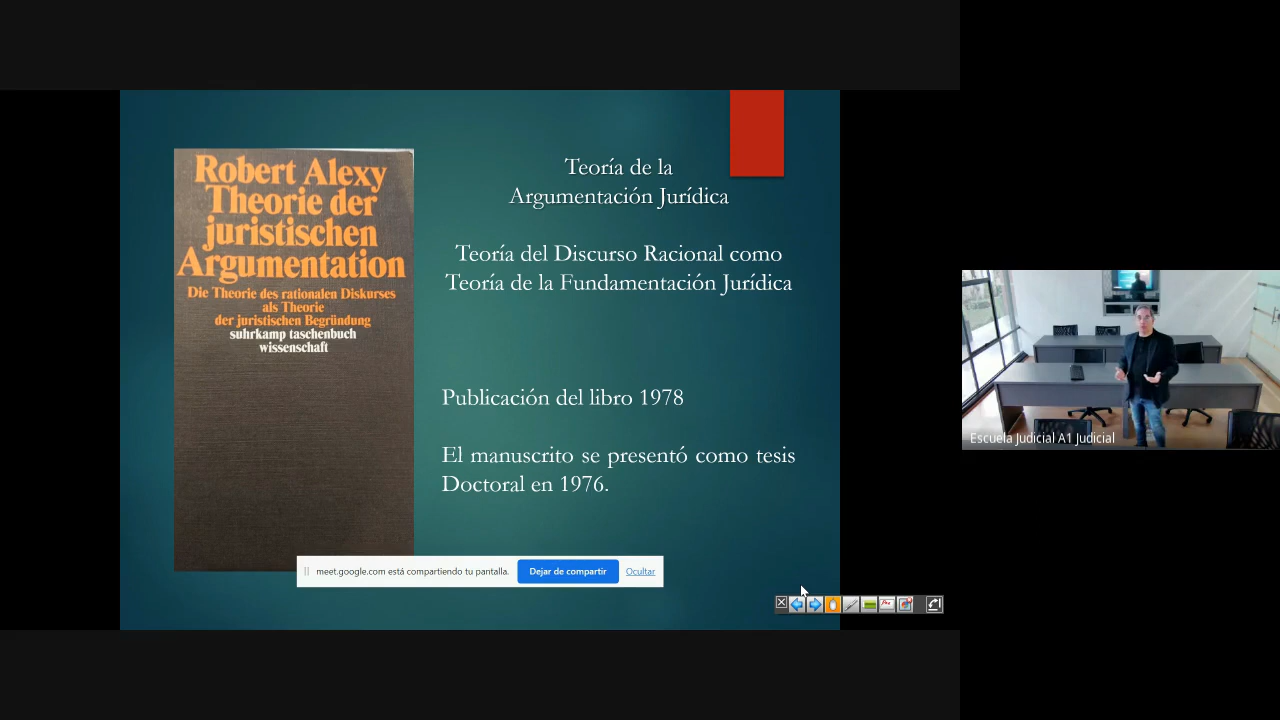 Robert Alexy
Theorie der
juristischen
Argumentation
Die Theorie des rationalen Diskurses
als Theorie
der juristischen Begründung
suhrkamp taschenbuch
wissenschaft
Teoría de la
Argumentación Jurídica
Teoría del Discurso Racional como
Teoría de la Fundamentación Jurídica
Publicación del libro 1978
El manuscrito se presentó como tesis
Doctoral en 1976.
meet.google.com está compartiendo tu pantalla.
Dejar de compartir
Ocultar
Escuela Judicial A1 Judicial